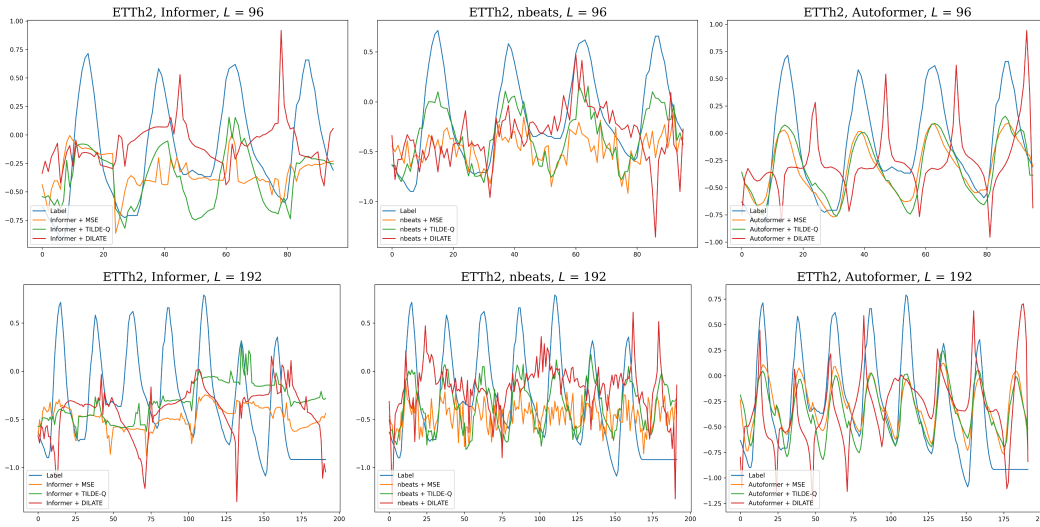 ETTh2, Informer, L = 96
1.00
0.75
0.50
0.25
0.00
-0.25
-0.50
-0.75
0 20 40 60 80
Label
Informer + MSE
Informer + TILDE-Q
Informer + DILATE
ETTh2, nbeats, L = 96
0.5
0.0
-0.5
-1.0
0 20 40 60 80
Label
nbeats + MSE
nbeats + TILDE-Q
nbeats + DILATE
ETTh2, Autoformer, L = 96
1.00
0.75
0.50
0.25
0.00
-0.25
-0.50
-0.75
-1.00
0 20 40 60 80
Label
Autoformer + MSE
Autoformer + TILDE-Q
Autoformer + DILATE
ETTh2, Informer, L = 192
0.5
0.0
-0.5
-1.0
0 25 50 75 100 125 150 175 200
Label
Informer + MSE
Informer + TILDE-Q
Informer + DILATE
ETTh2, nbeats, L = 192
0.5
0.0
-0.5
-1.0
0 25 50 75 100 125 150 175 200
Label
nbeats + MSE
nbeats + TILDE-Q
nbeats + DILATE
ETTh2, Autoformer, L = 192
0.75
0.50
0.25
0.00
-0.25
-0.50
-0.75
-1.00
-1.25
0 25 50 75 100 125 150 175 200
Label
Autoformer + MSE
Autoformer + TILDE-Q
Autoformer + DILATE